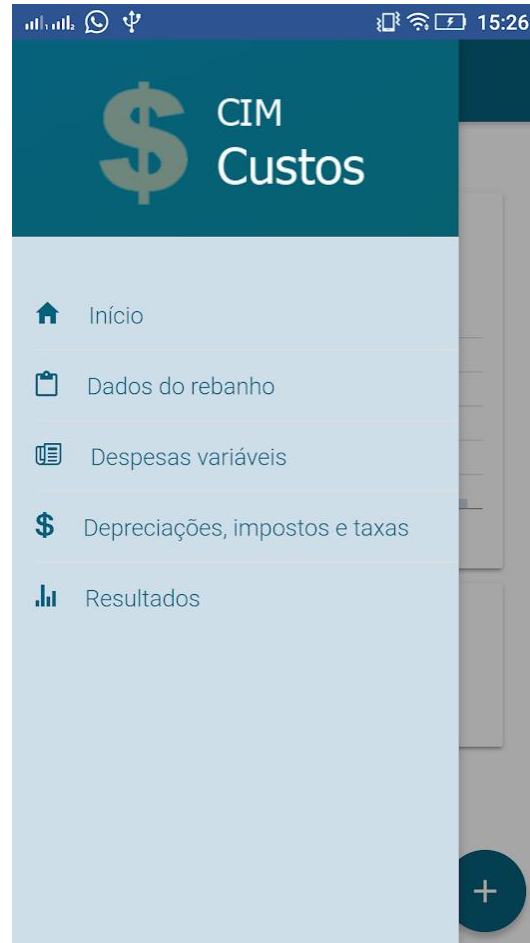 15:26
CIM
Custos
Início
Dados do rebanho
Despesas variáveis
Depreciações, impostos e taxas
Resultados